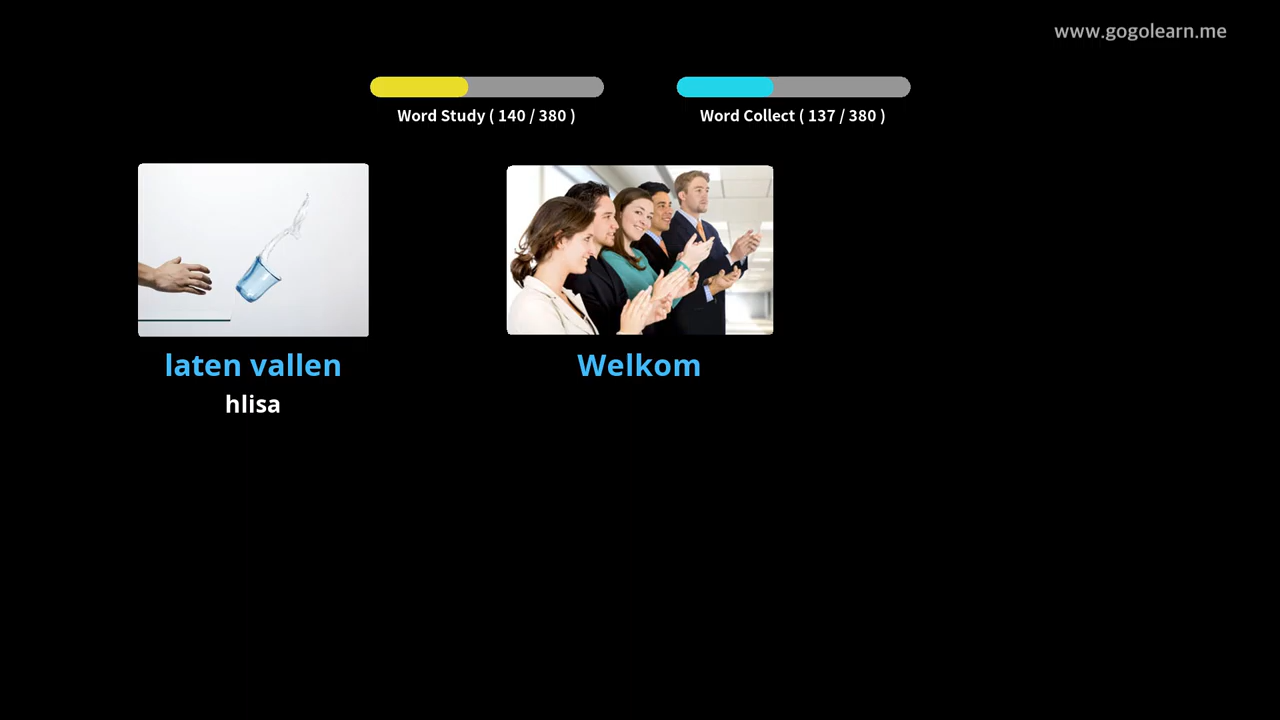 www.gogolearn.me
Word Study ( 140 / 380 )
Word Collect ( 137 / 380 )
laten vallen
hlisa
Welkom